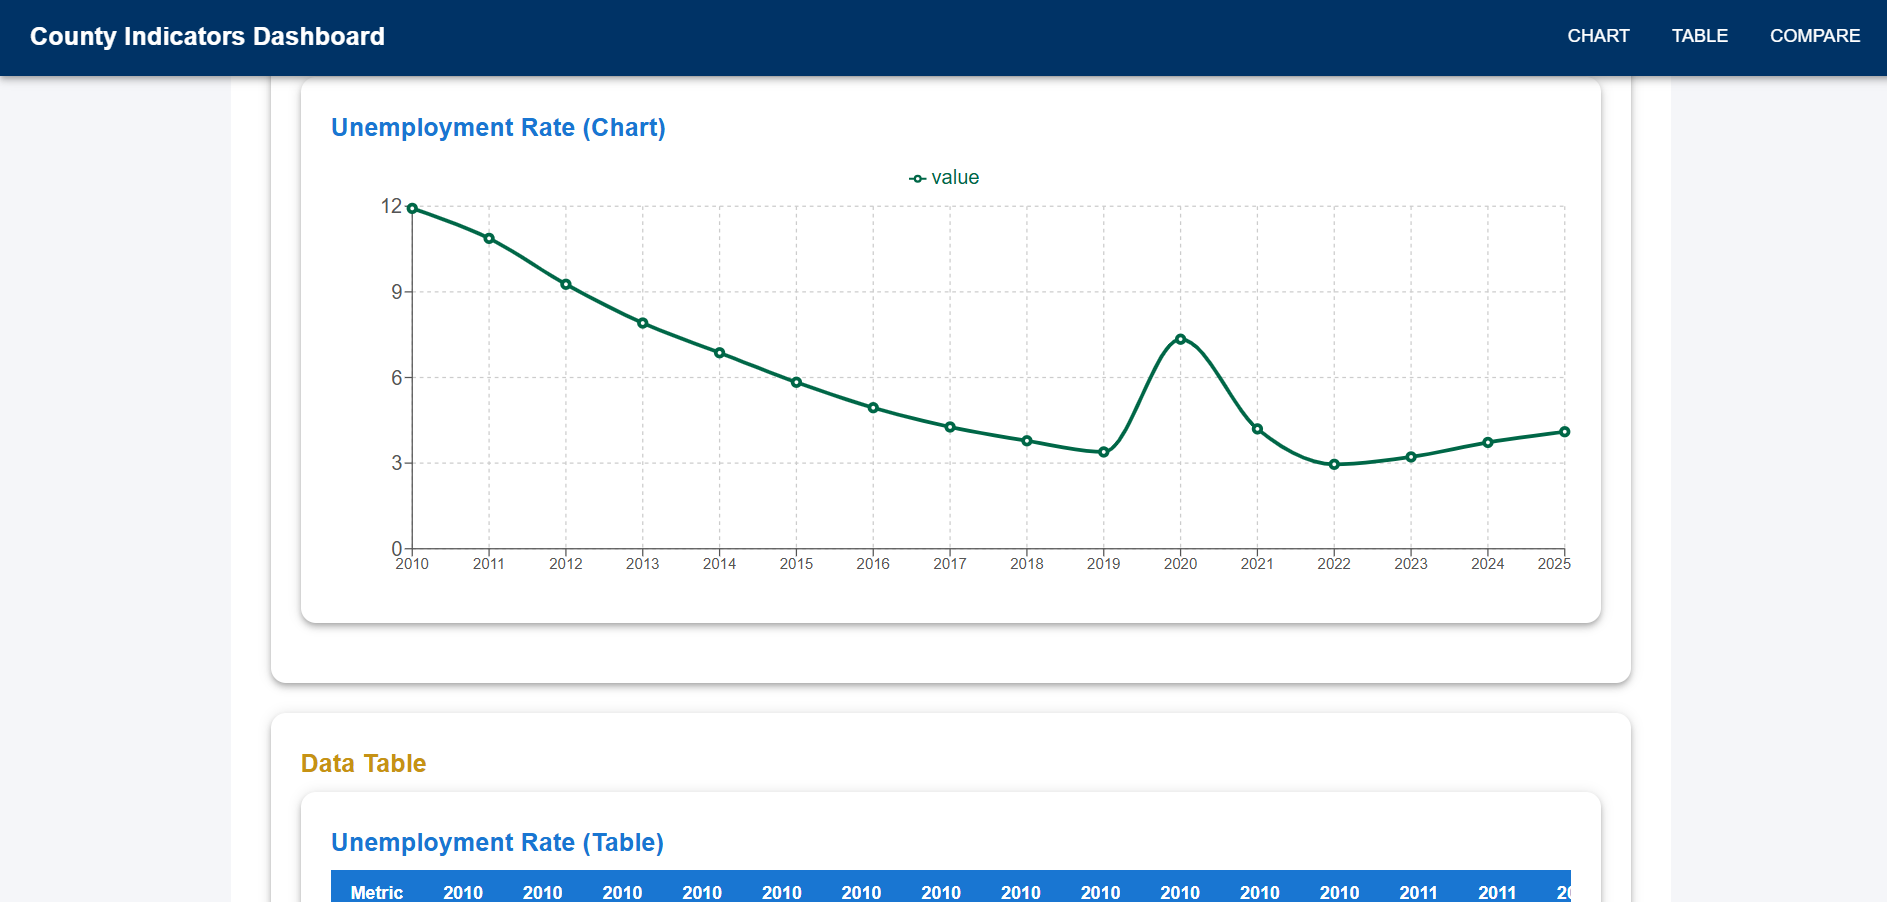 County Indicators Dashboard
CHART TABLE COMPARE
Unemployment Rate (Chart)
value
12
9
6
3
0
2010 2011 2012 2013 2014 2015 2016 2017 2018 2019 2020 2021 2022 2023 2024 2025
Data Table
Unemployment Rate (Table)
Metric 2010 2010 2010 2010 2010 2010 2010 2010 2010 2010 2010 2010 2011 2011